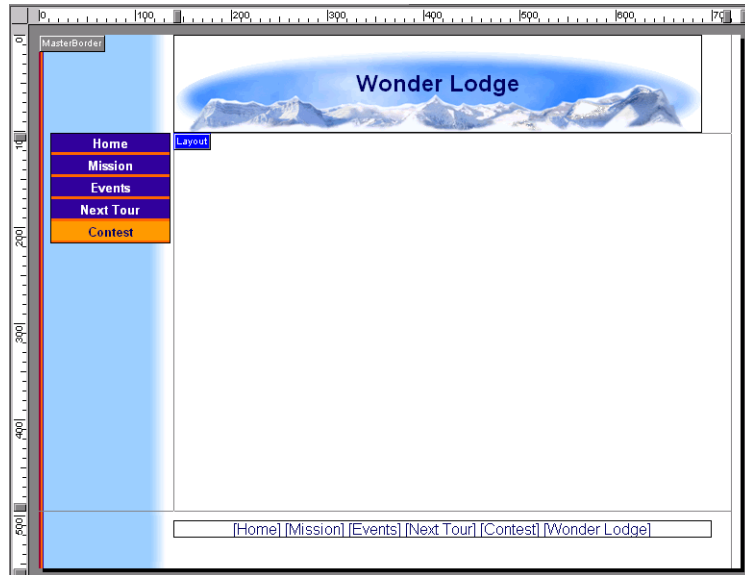 0 100 200 300 400 500 600 70
0
MasterBorder
Wonder Lodge
100
Layout
Home
Mission
Events
Next Tour
Contest
200
300
400
500
[Home] [Mission] [Events] [Next Tour] [Contest] [Wonder Lodge]